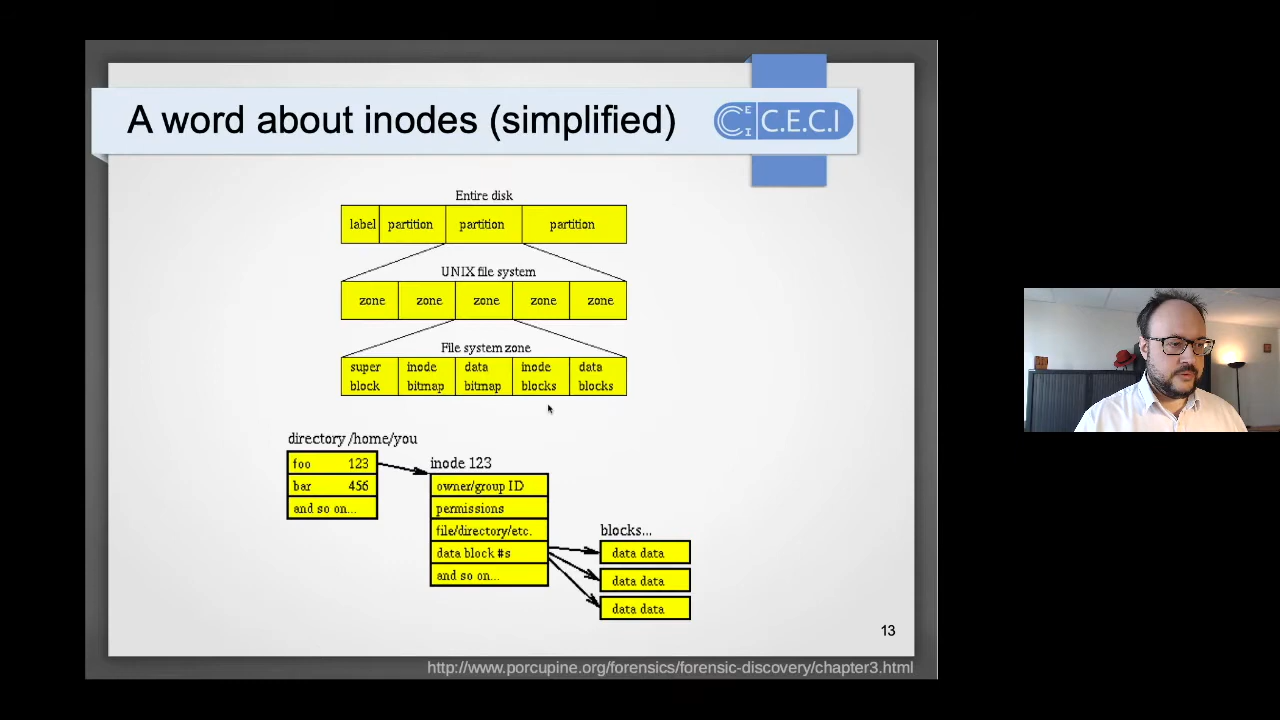 A word about inodes (simplified)
C E I C.E.C.I
Entire disk
label partition partition partition
UNIX file system
zone zone zone zone zone
File system zone
super inode data inode data
block bitmap bitmap blocks blocks
directory /home/you
foo 123
bar 456
and so on...
inode 123
owner/group ID
permissions
file/directory/etc.
data block #s
and so on...
blocks...
data data
data data
data data
13
http://www.porcupine.org/forensics/forensic-discovery/chapter3.html